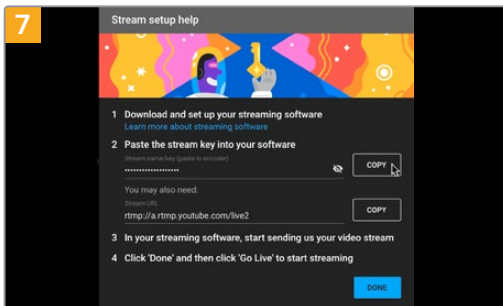 7
Stream setup help
1 Download and set up your streaming software
Learn more about streaming software
2 Paste the stream key into your software
Stream name/key (paste in encoder)
••••••••••••••••••• COPY
You may also need:
Stream URL
rtmp://a.rtmp.youtube.com/live2 COPY
3 In your streaming software, start sending us your video stream
4 Click 'Done' and then click 'Go Live' to start streaming
DONE